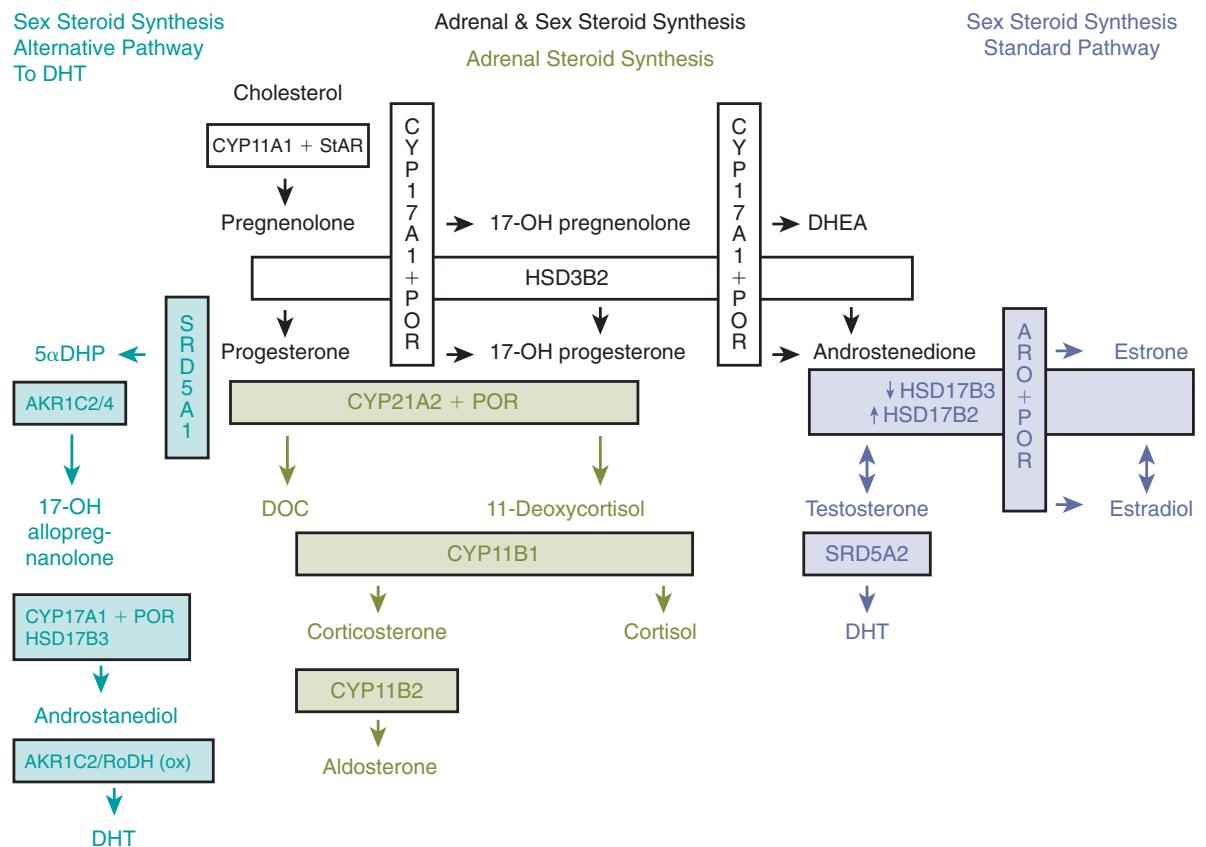 Sex Steroid Synthesis
Alternative Pathway
To DHT
Adrenal & Sex Steroid Synthesis
Adrenal Steroid Synthesis
Sex Steroid Synthesis
Standard Pathway
Cholesterol
CYP11A1 + StAR
CYP17A1+POR
CYP17A1+POR
Pregnenolone
17-OH pregnenolone
DHEA
HSD3B2
SRD5A1
5αDHP
Progesterone
17-OH progesterone
Androstenedione
ARO+POR
Estrone
AKR1C2/4
CYP21A2 + POR
↓HSD17B3
↑HSD17B2
17-OH
allopreg-
nanolone
DOC
11-Deoxycortisol
Testosterone
Estradiol
CYP11B1
SRD5A2
CYP17A1 + POR
HSD17B3
Corticosterone
Cortisol
DHT
CYP11B2
Androstanediol
AKR1C2/RoDH (ox)
Aldosterone
DHT